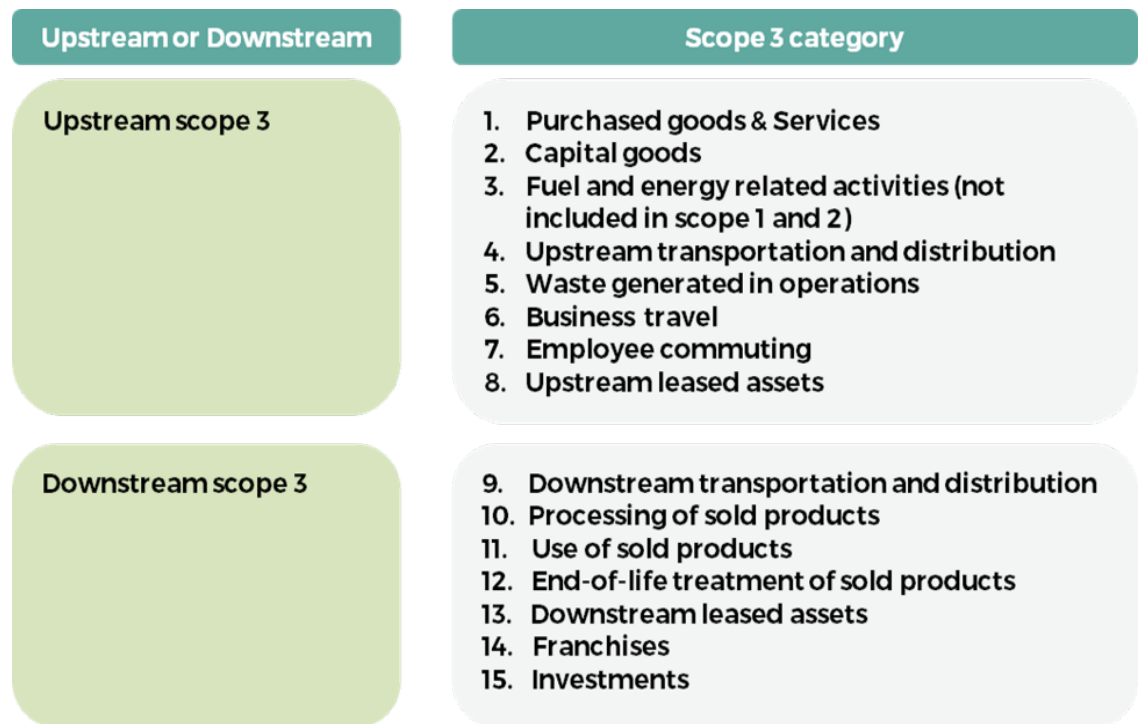 Upstream or Downstream
Scope 3 category
Upstream scope 3
1. Purchased goods & Services
2. Capital goods
3. Fuel and energy related activities (not
included in scope 1 and 2)
4. Upstream transportation and distribution
5. Waste generated in operations
6. Business travel
7. Employee commuting
8. Upstream leased assets
Downstream scope 3
9. Downstream transportation and distribution
10. Processing of sold products
11. Use of sold products
12. End-of-life treatment of sold products
13. Downstream leased assets
14. Franchises
15. Investments